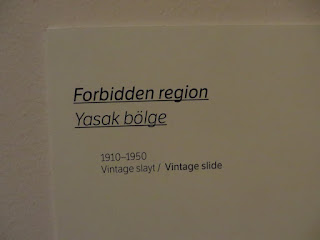 Forbidden region
Yasak bölge
1910–1950
Vintage slayt / Vintage slide